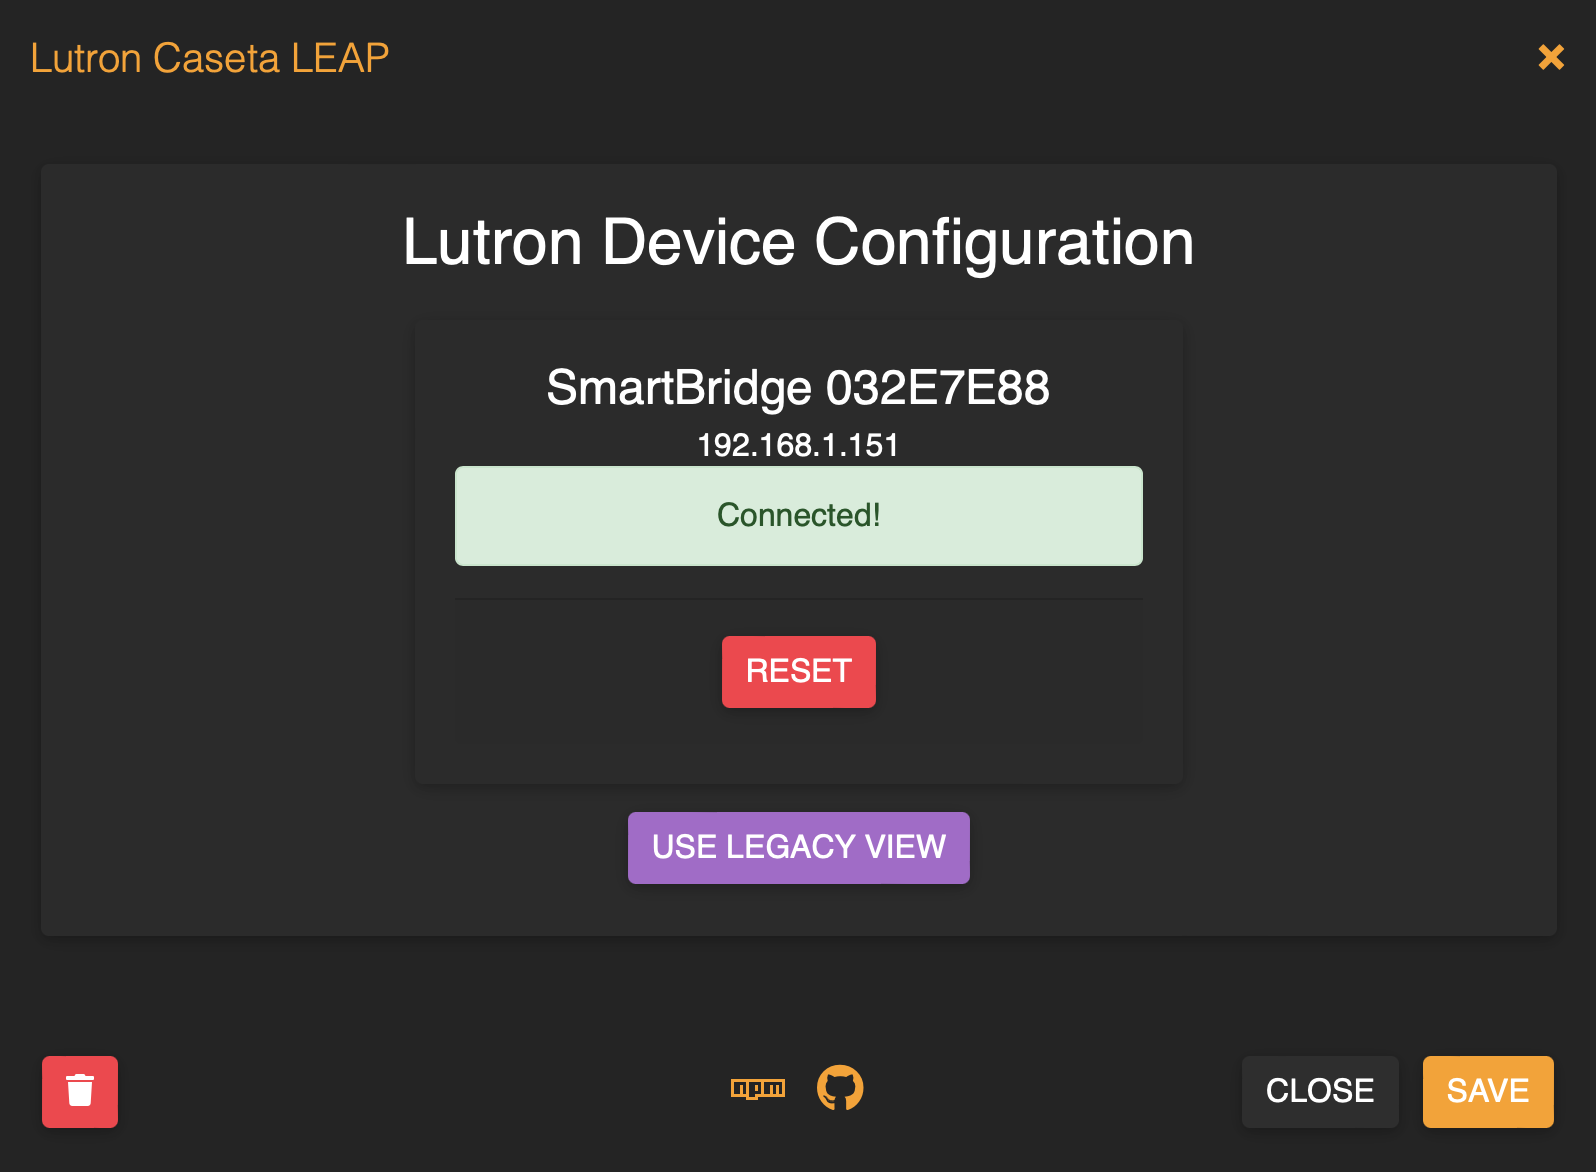 Lutron Caseta LEAP
Lutron Device Configuration
SmartBridge 032E7E88
192.168.1.151
Connected!
RESET
USE LEGACY VIEW
npm
CLOSE
SAVE